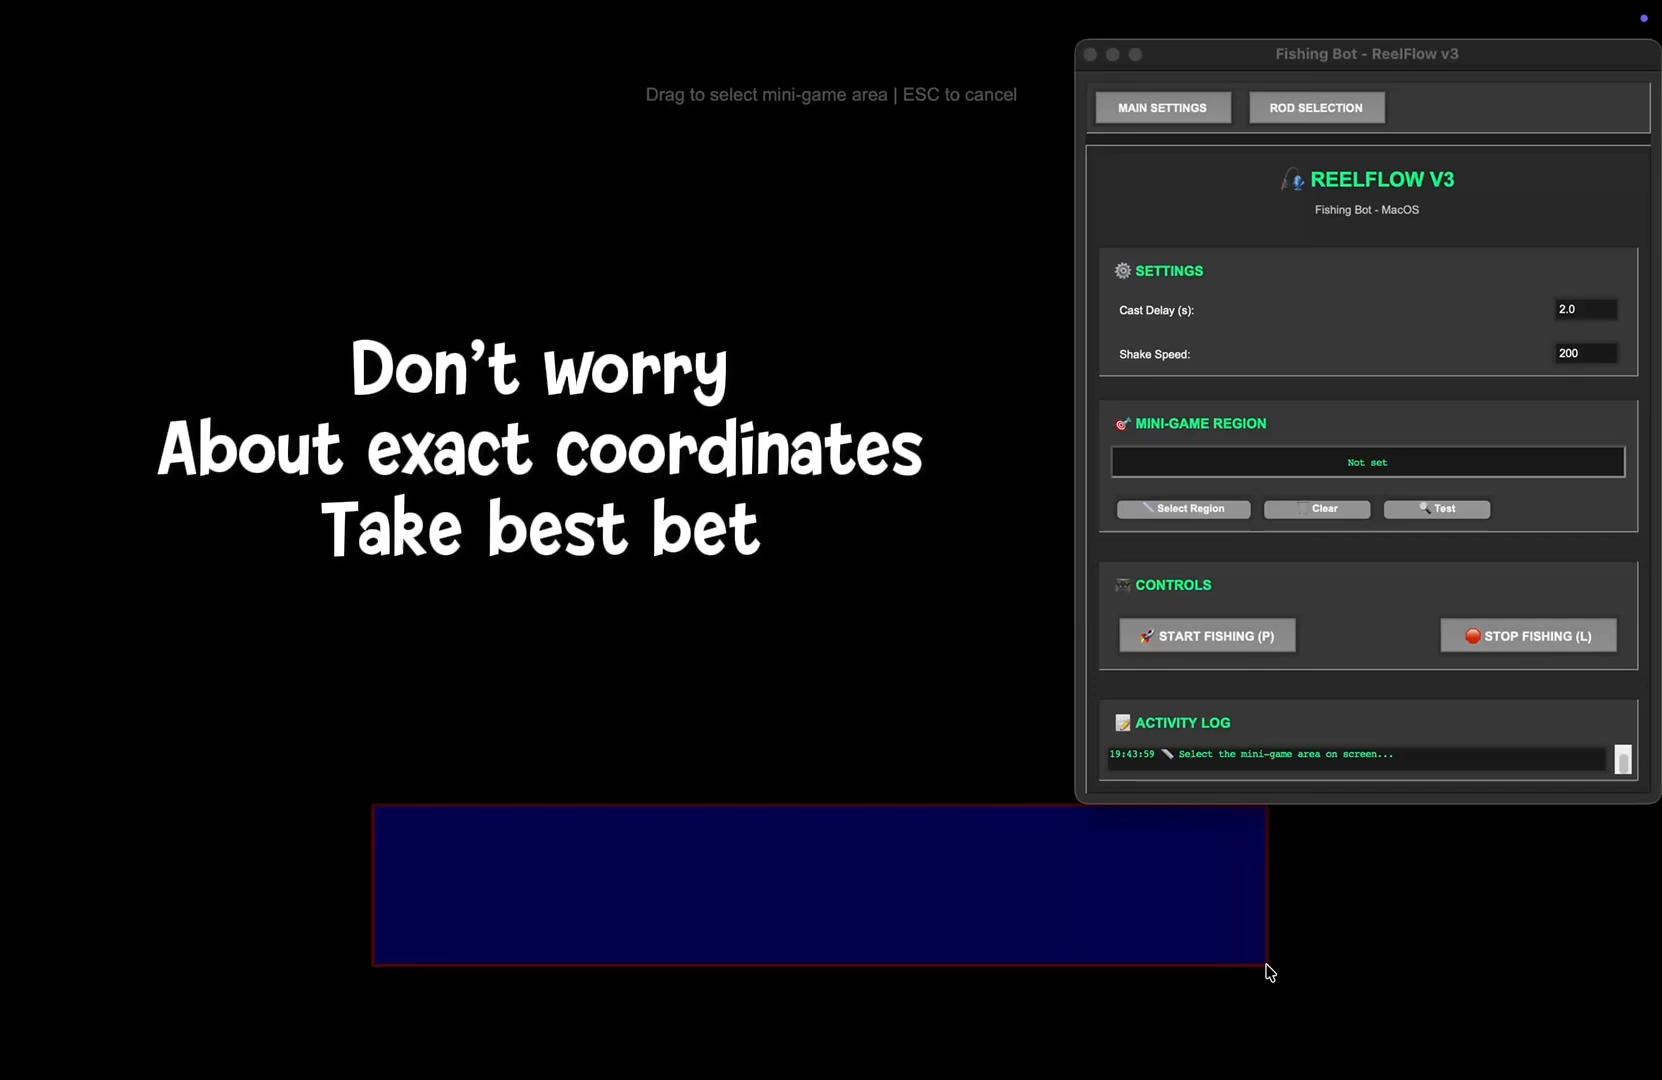 Fishing Bot - ReelFlow v3
Drag to select mini-game area | ESC to cancel
MAIN SETTINGS
ROD SELECTION
REELFLOW V3
Fishing Bot - MacOS
SETTINGS
Cast Delay (s):
2.0
Shake Speed:
200
Don't worry
About exact coordinates
Take best bet
MINI-GAME REGION
Not set
Select Region
Clear
Test
CONTROLS
START FISHING (P)
STOP FISHING (L)
ACTIVITY LOG
19:43:59 Select the mini-game area on screen...